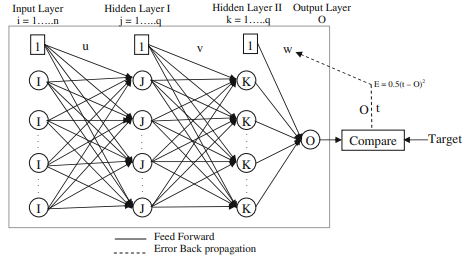 Input Layer Hidden Layer I Hidden Layer II Output Layer
i = 1…..n j = 1…..q k = 1…..q O
1 u 1 v 1 w
E = 0.5(t – O)²
I J K
O t
I J K
O Compare Target
I J K
I J K
Feed Forward
Error Back propagation